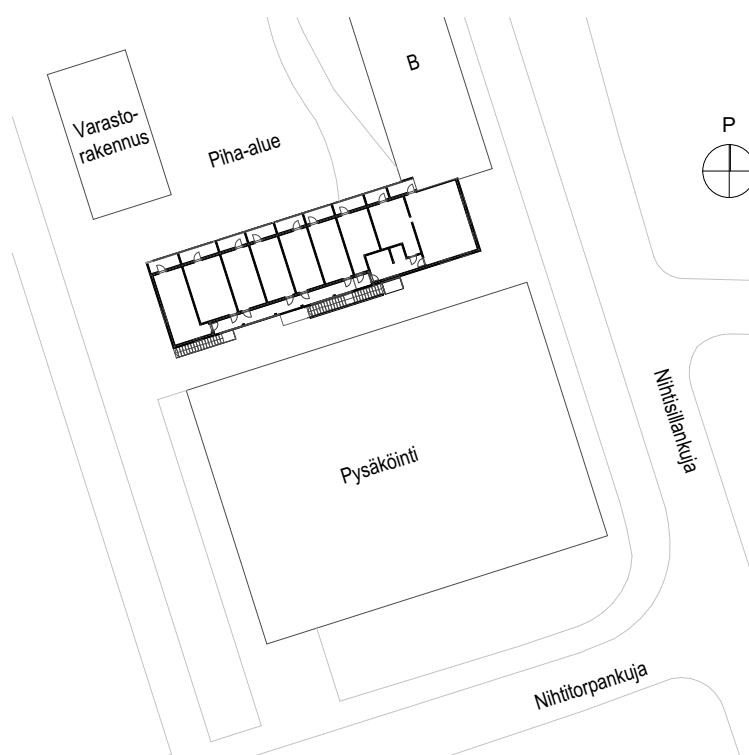 B
Varasto-
rakennus
Piha-alue
P
Pysäköinti
Nihtisillankuja
Nihtitorpankuja